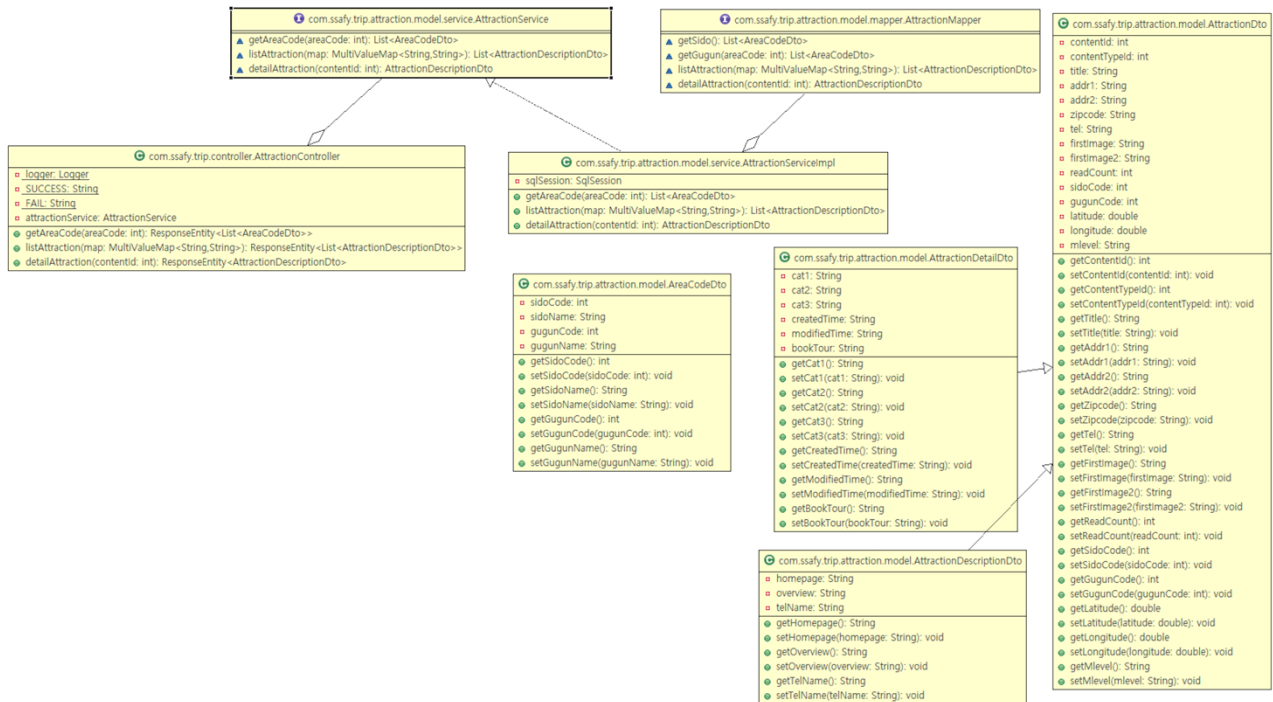 com.ssafy.trip.attraction.model.service.AttractionService
getAreaCode(areaCode: int): List<AreaCodeDto>
listAttraction(map: MultiValueMap<String,String>): List<AttractionDescriptionDto>
detailAttraction(contentId: int): AttractionDescriptionDto
com.ssafy.trip.attraction.model.mapper.AttractionMapper
getSido(): List<AreaCodeDto>
getGugun(areaCode: int): List<AreaCodeDto>
listAttraction(map: MultiValueMap<String,String>): List<AttractionDescriptionDto>
detailAttraction(contentId: int): AttractionDescriptionDto
com.ssafy.trip.controller.AttractionController
logger: Logger
SUCCESS: String
FAIL: String
attractionService: AttractionService
getAreaCode(areaCode: int): ResponseEntity<List<AreaCodeDto>>
listAttraction(map: MultiValueMap<String,String>): ResponseEntity<List<AttractionDescriptionDto>>
detailAttraction(contentId: int): ResponseEntity<AttractionDescriptionDto>
com.ssafy.trip.attraction.model.service.AttractionServiceImpl
sqlSession: SqlSession
getAreaCode(areaCode: int): List<AreaCodeDto>
listAttraction(map: MultiValueMap<String,String>): List<AttractionDescriptionDto>
detailAttraction(contentId: int): AttractionDescriptionDto
com.ssafy.trip.attraction.model.AreaCodeDto
sidoCode: int
sidoName: String
gugunCode: int
gugunName: String
getSidoCode(): int
setSidoCode(sidoCode: int): void
getSidoName(): String
setSidoName(sidoName: String): void
getGugunCode(): int
setGugunCode(gugunCode: int): void
getGugunName(): String
setGugunName(gugunName: String): void
com.ssafy.trip.attraction.model.AttractionDetailDto
cat1: String
cat2: String
cat3: String
createdTime: String
modifiedTime: String
bookTour: String
getCat1(): String
setCat1(cat1: String): void
getCat2(): String
setCat2(cat2: String): void
getCat3(): String
setCat3(cat3: String): void
getCreatedTime(): String
setCreatedTime(createdTime: String): void
getModifiedTime(): String
setModifiedTime(modifiedTime: String): void
getBookTour(): String
setBookTour(bookTour: String): void
com.ssafy.trip.attraction.model.AttractionDescriptionDto
homepage: String
overview: String
telName: String
getHomepage(): String
setHomepage(homepage: String): void
getOverview(): String
setOverview(overview: String): void
getTelName(): String
setTelName(telName: String): void
com.ssafy.trip.attraction.model.AttractionDto
contentId: int
contentTypeId: int
title: String
addr1: String
addr2: String
zipcode: String
tel: String
firstImage: String
firstImage2: String
readCount: int
sidoCode: int
gugunCode: int
latitude: double
longitude: double
mlevel: String
getContentId(): int
setContentId(contentId: int): void
getContentTypeId(): int
setContentTypeId(contentTypeId: int): void
getTitle(): String
setTitle(title: String): void
getAddr1(): String
setAddr1(addr1: String): void
getAddr2(): String
setAddr2(addr2: String): void
getZipcode(): String
setZipcode(zipcode: String): void
getTel(): String
setTel(tel: String): void
getFirstImage(): String
setFirstImage(firstImage: String): void
getFirstImage2(): String
setFirstImage2(firstImage2: String): void
getReadCount(): int
setReadCount(readCount: int): void
getSidoCode(): int
setSidoCode(sidoCode: int): void
getGugunCode(): int
setGugunCode(gugunCode: int): void
getLatitude(): double
setLatitude(latitude: double): void
getLongitude(): double
setLongitude(longitude: double): void
getMlevel(): String
setMlevel(mlevel: String): void